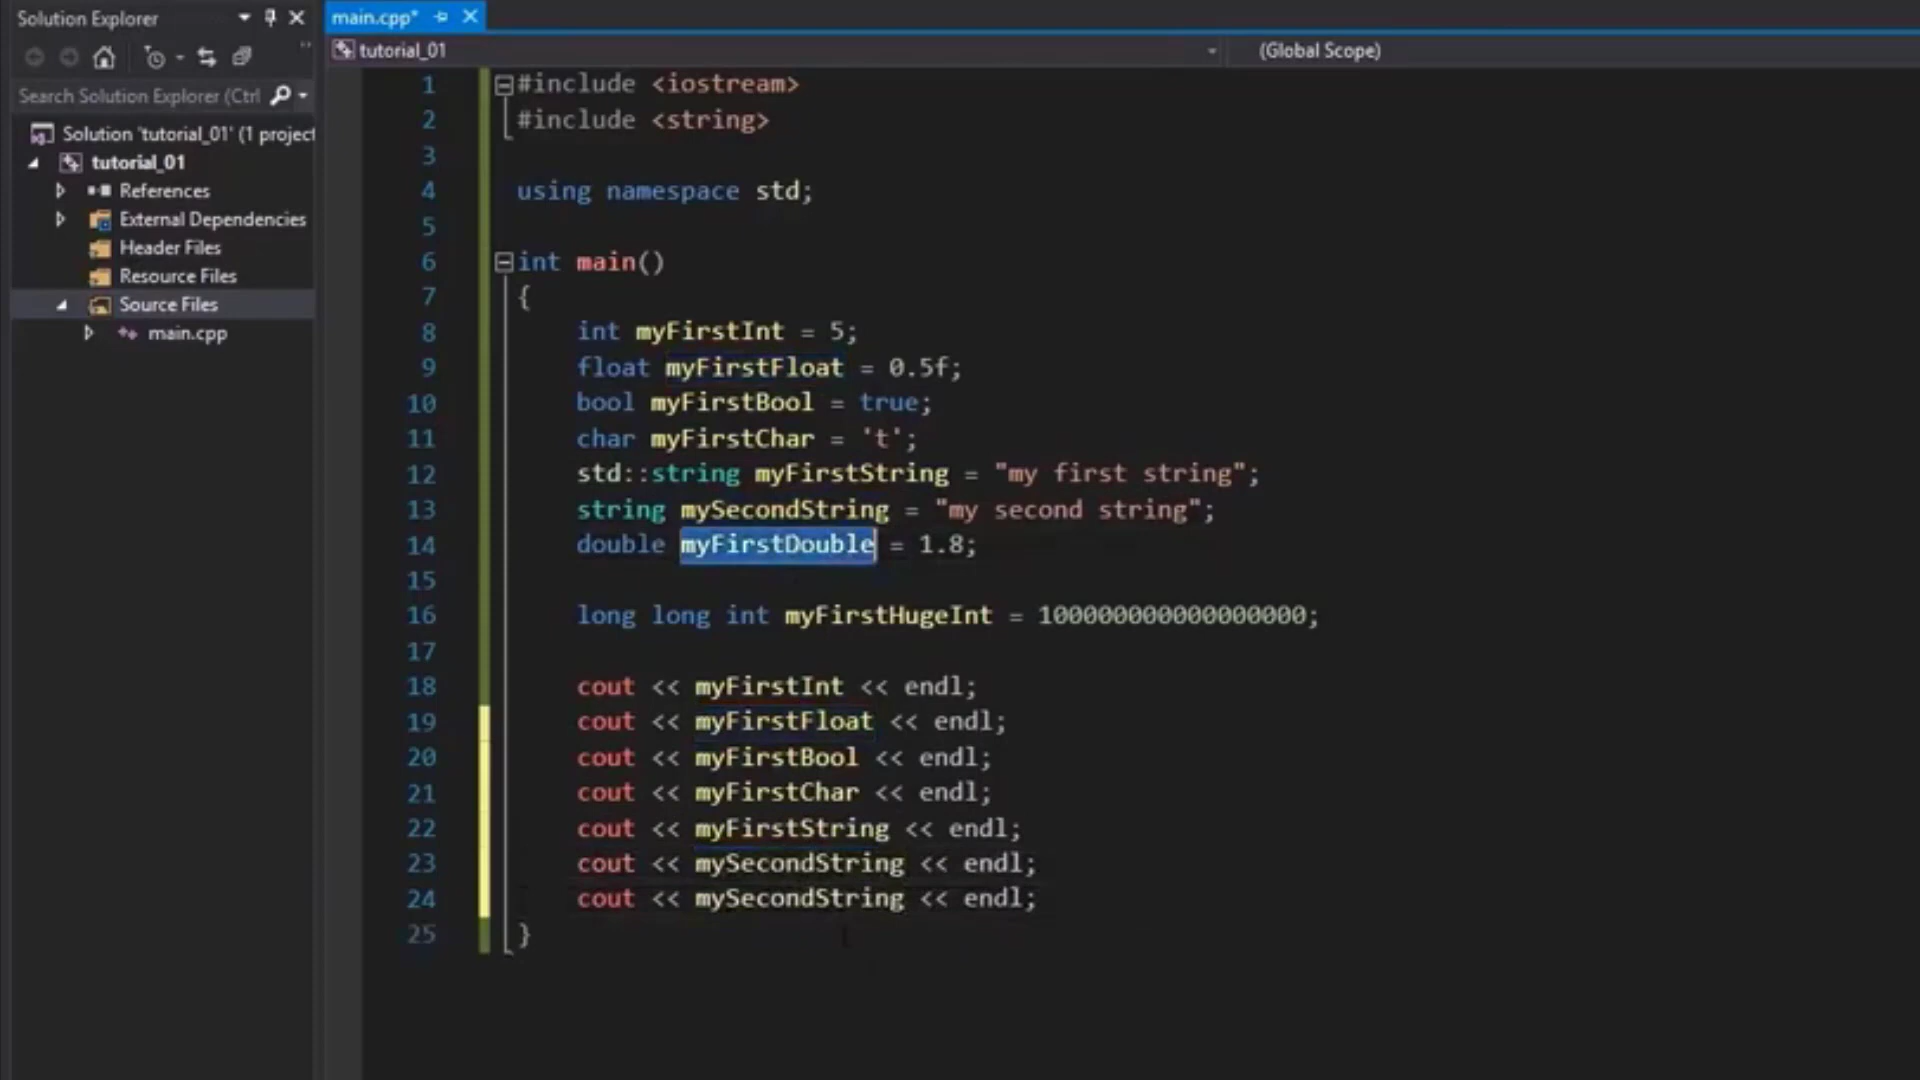 Solution Explorer
Search Solution Explorer (Ctrl
Solution 'tutorial_01' (1 project
tutorial_01
References
External Dependencies
Header Files
Resource Files
Source Files
main.cpp
main.cpp*
tutorial_01
(Global Scope)
1 #include <iostream>
2 #include <string>
3
4 using namespace std;
5
6 int main()
7 {
8 int myFirstInt = 5;
9 float myFirstFloat = 0.5f;
10 bool myFirstBool = true;
11 char myFirstChar = 't';
12 std::string myFirstString = "my first string";
13 string mySecondString = "my second string";
14 double myFirstDouble = 1.8;
15
16 long long int myFirstHugeInt = 100000000000000000;
17
18 cout << myFirstInt << endl;
19 cout << myFirstFloat << endl;
20 cout << myFirstBool << endl;
21 cout << myFirstChar << endl;
22 cout << myFirstString << endl;
23 cout << mySecondString << endl;
24 cout << mySecondString << endl;
25 }